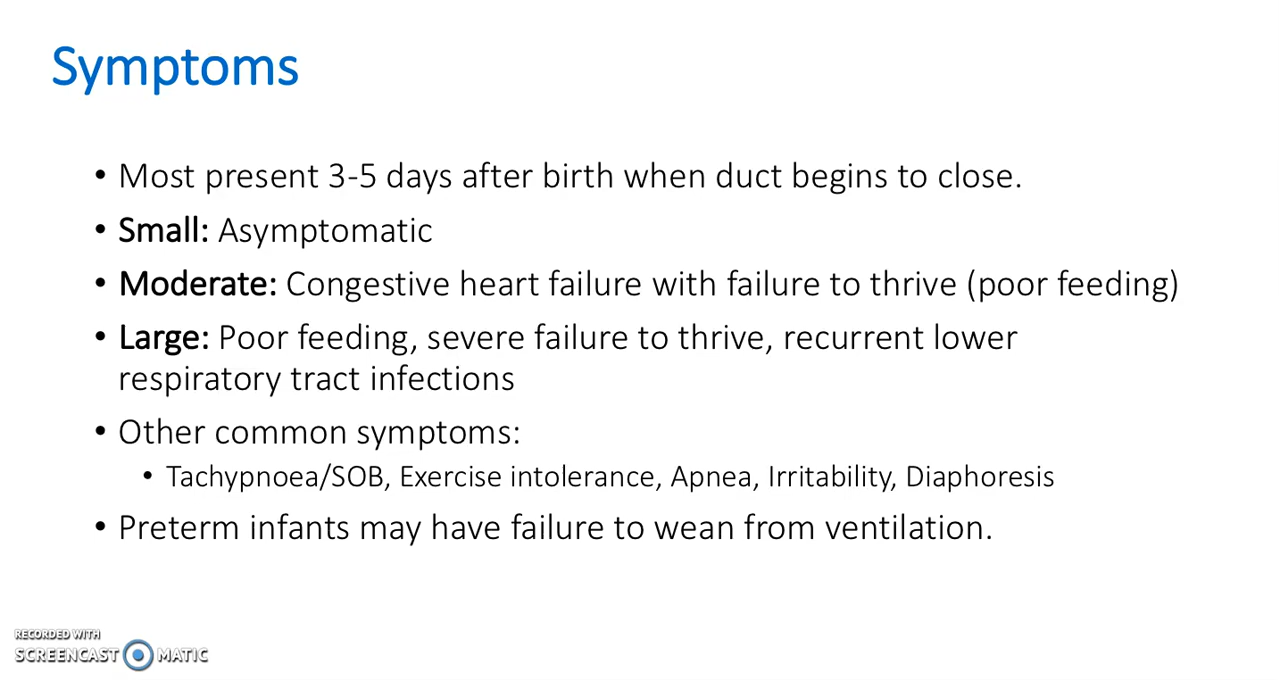 Symptoms
• Most present 3-5 days after birth when duct begins to close.
• Small: Asymptomatic
• Moderate: Congestive heart failure with failure to thrive (poor feeding)
• Large: Poor feeding, severe failure to thrive, recurrent lower
respiratory tract infections
• Other common symptoms:
• Tachypnoea/SOB, Exercise intolerance, Apnea, Irritability, Diaphoresis
• Preterm infants may have failure to wean from ventilation.
RECORDED WITH
SCREENCAST MATIC